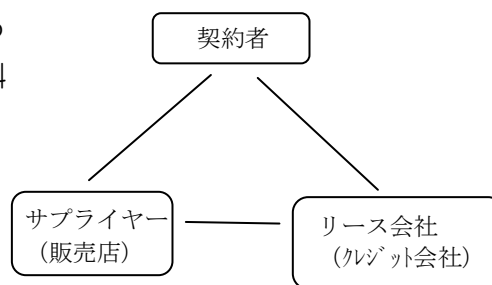 契約者
サプライヤー
（販売店）
リース会社
（ｸﾚｼﾞｯﾄ会社）